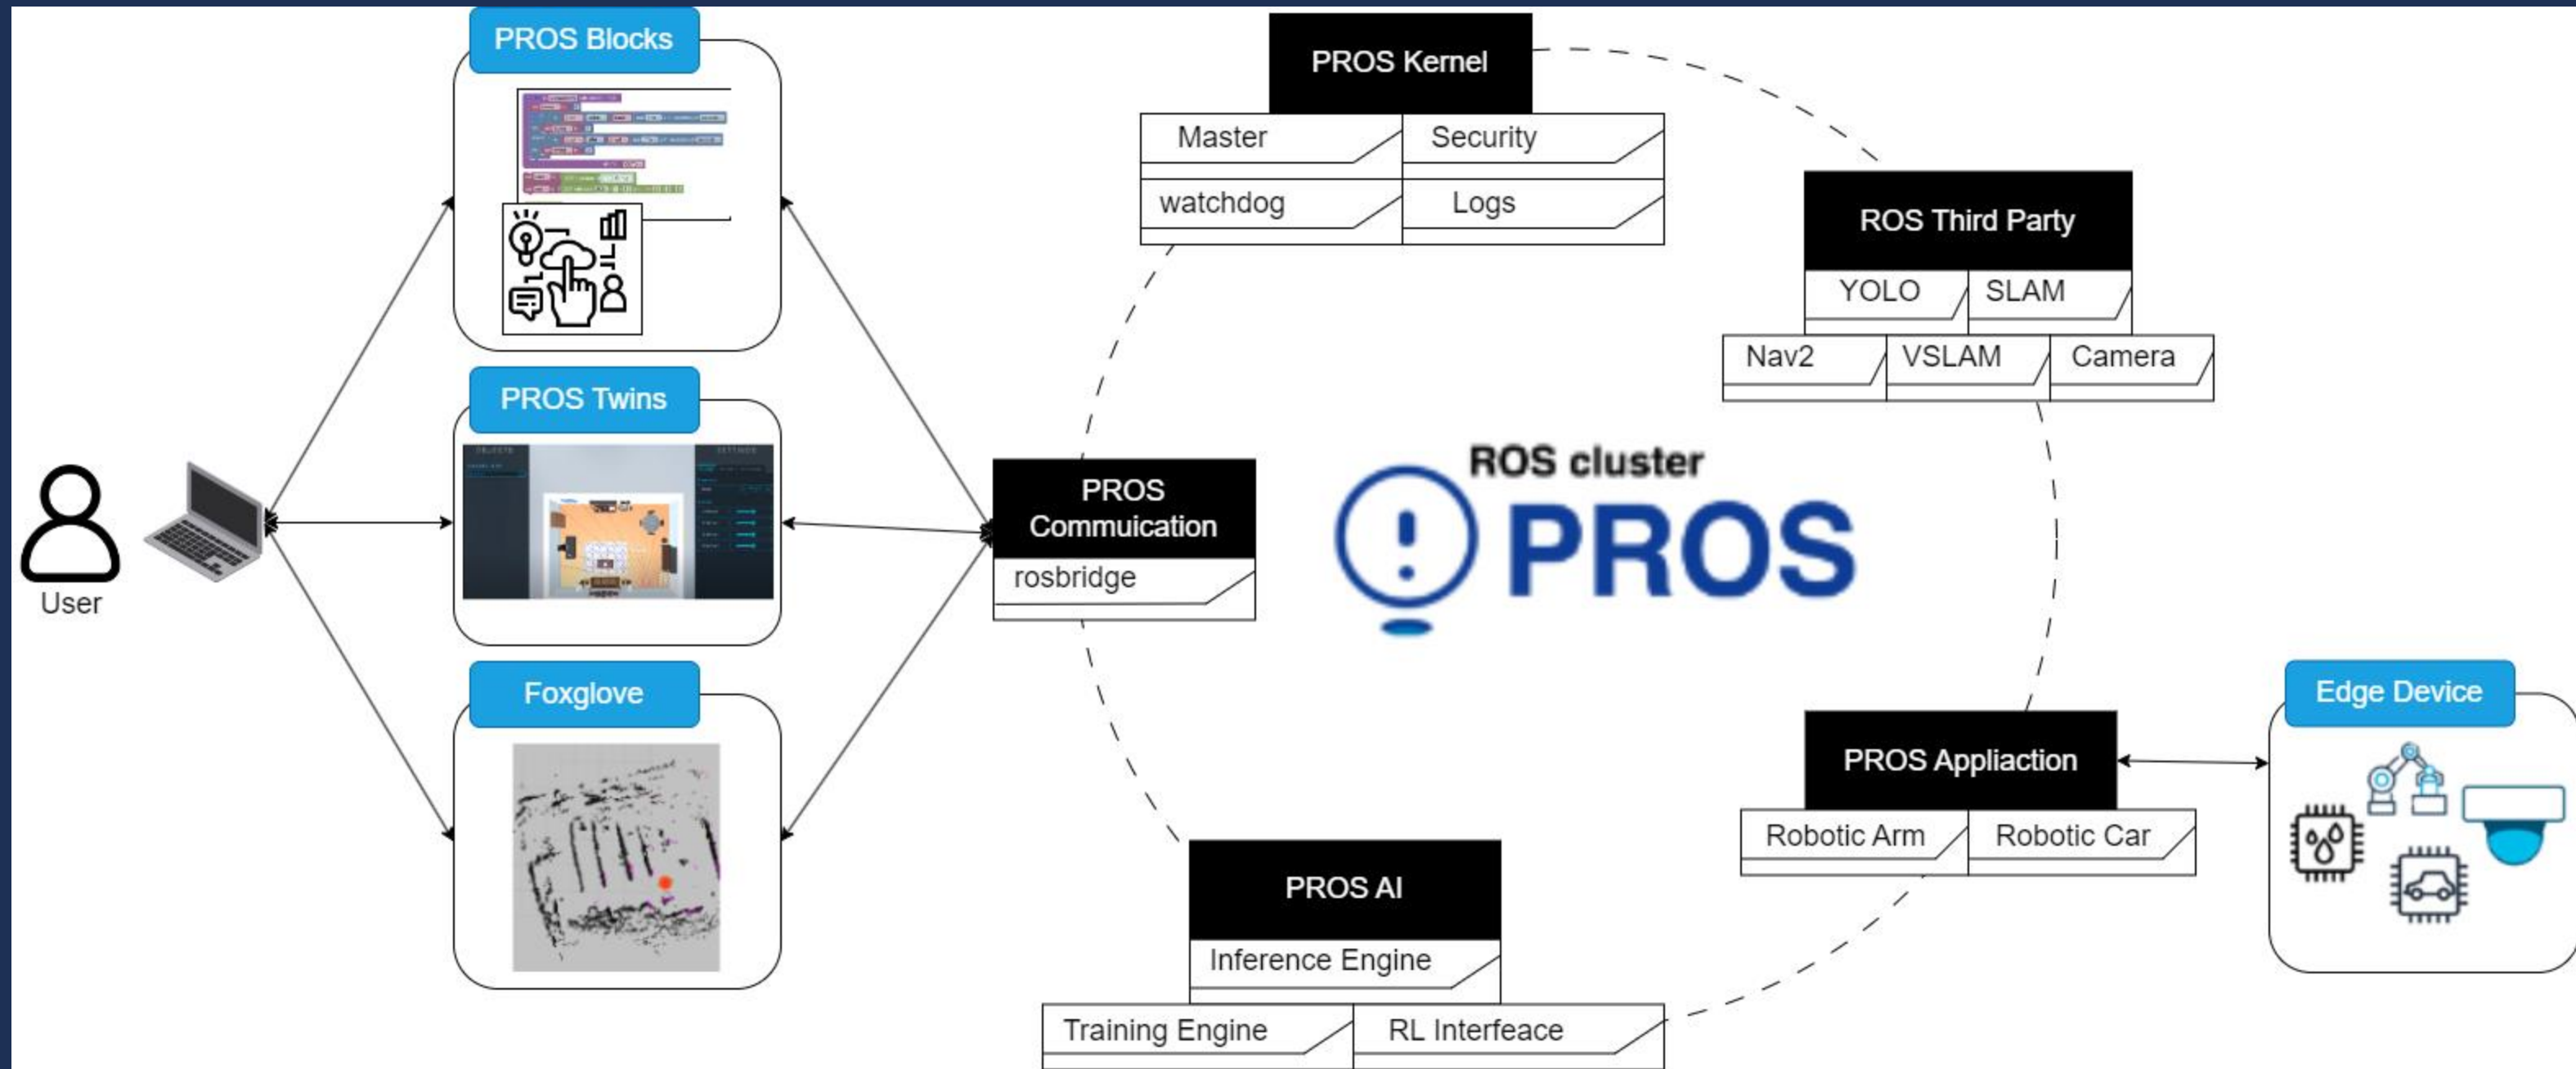 PROS Blocks
PROS Twins
OBJECTS
SETTINGS
Foxglove
User
PROS Kernel
Master
Security
watchdog
Logs
ROS Third Party
YOLO
SLAM
Nav2
VSLAM
Camera
PROS
Commuication
rosbridge
ROS cluster
PROS
PROS Appliaction
Robotic Arm
Robotic Car
Edge Device
PROS AI
Inference Engine
Training Engine
RL Interfeace